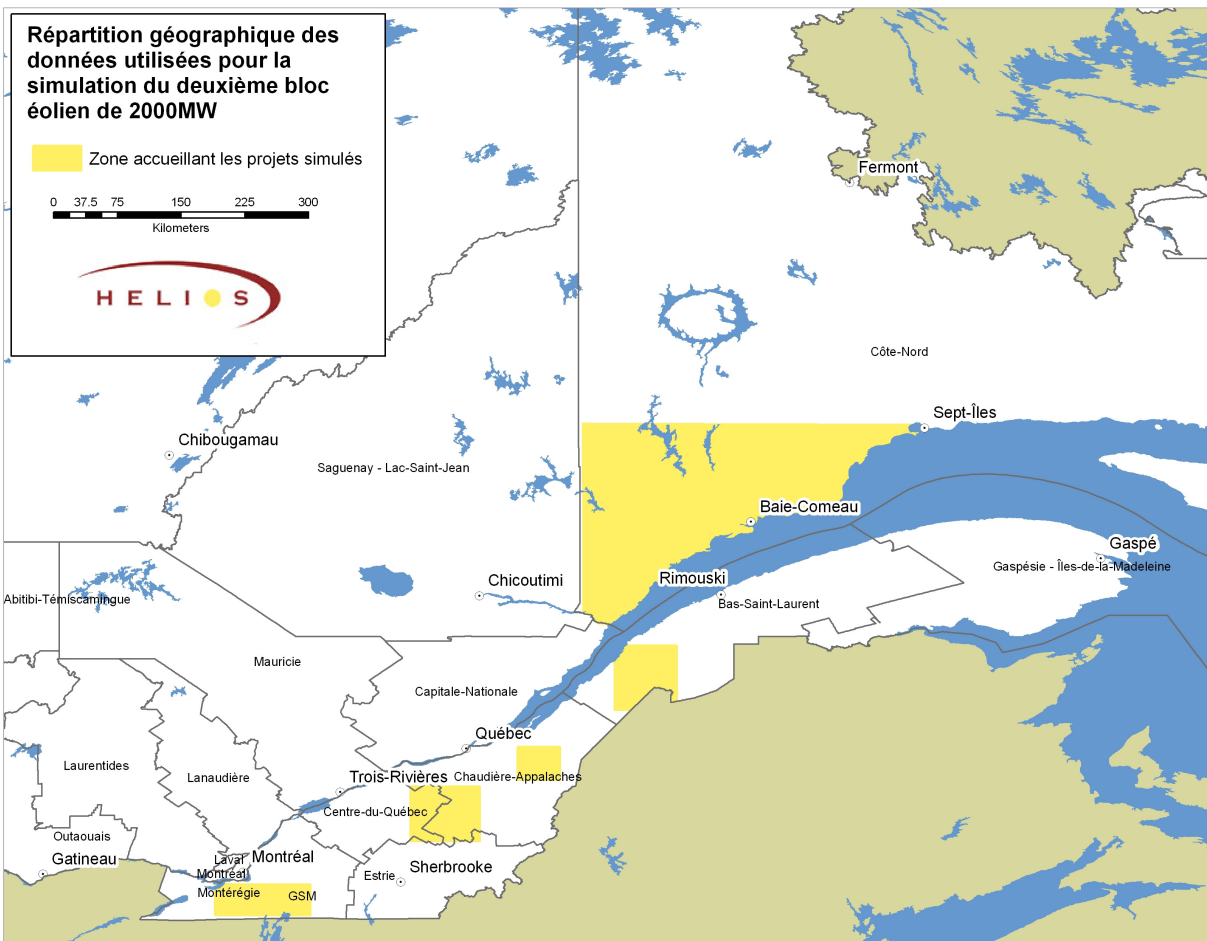 Répartition géographique des
données utilisées pour la
simulation du deuxième bloc
éolien de 2000MW
Zone accueillant les projets simulés
0 37.5 75 150 225 300
Kilometers
HELIOS
Fermont
Côte-Nord
Sept-Îles
Chibougamau
Saguenay - Lac-Saint-Jean
Baie-Comeau
Gaspé
Gaspésie - Îles-de-la-Madeleine
Rimouski
Chicoutimi
Bas-Saint-Laurent
Abitibi-Témiscamingue
Mauricie
Capitale-Nationale
Québec
Laurentides
Lanaudière
Trois-Rivières
Chaudière-Appalaches
Centre-du-Québec
Outaouais
Gatineau
Laval
Montréal
Montréal
Sherbrooke
Estrie
Montérégie
GSM